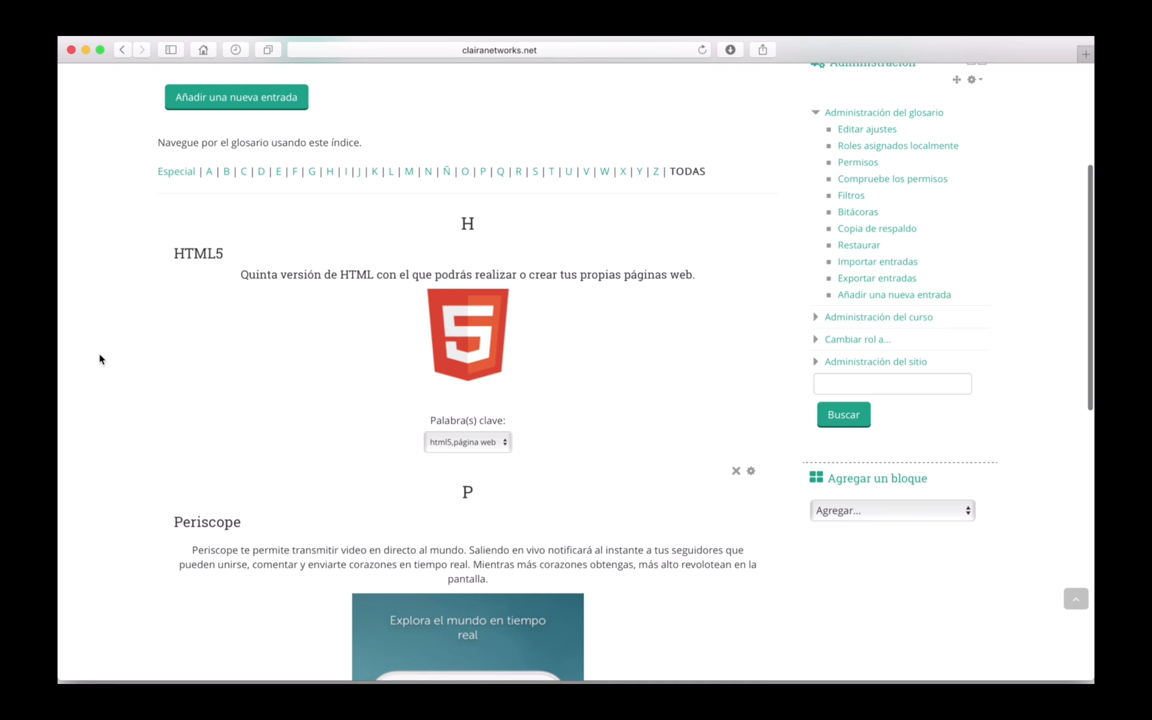 clairanetworks.net
Administración
Añadir una nueva entrada
Navegue por el glosario usando este índice.
Especial | A | B | C | D | E | F | G | H | I | J | K | L | M | N | Ñ | O | P | Q | R | S | T | U | V | W | X | Y | Z | TODAS
H
HTML5
Quinta versión de HTML con el que podrás realizar o crear tus propias páginas web.
5
Palabra(s) clave:
html5,página web
P
Periscope
Periscope te permite transmitir video en directo al mundo. Saliendo en vivo notificará al instante a tus seguidores que
pueden unirse, comentar y enviarte corazones en tiempo real. Mientras más corazones obtengas, más alto revolotean en la
pantalla.
Explora el mundo en tiempo
real
Administración del glosario
Editar ajustes
Roles asignados localmente
Permisos
Compruebe los permisos
Filtros
Bitácoras
Copia de respaldo
Restaurar
Importar entradas
Exportar entradas
Añadir una nueva entrada
Administración del curso
Cambiar rol a...
Administración del sitio
Buscar
Agregar un bloque
Agregar...